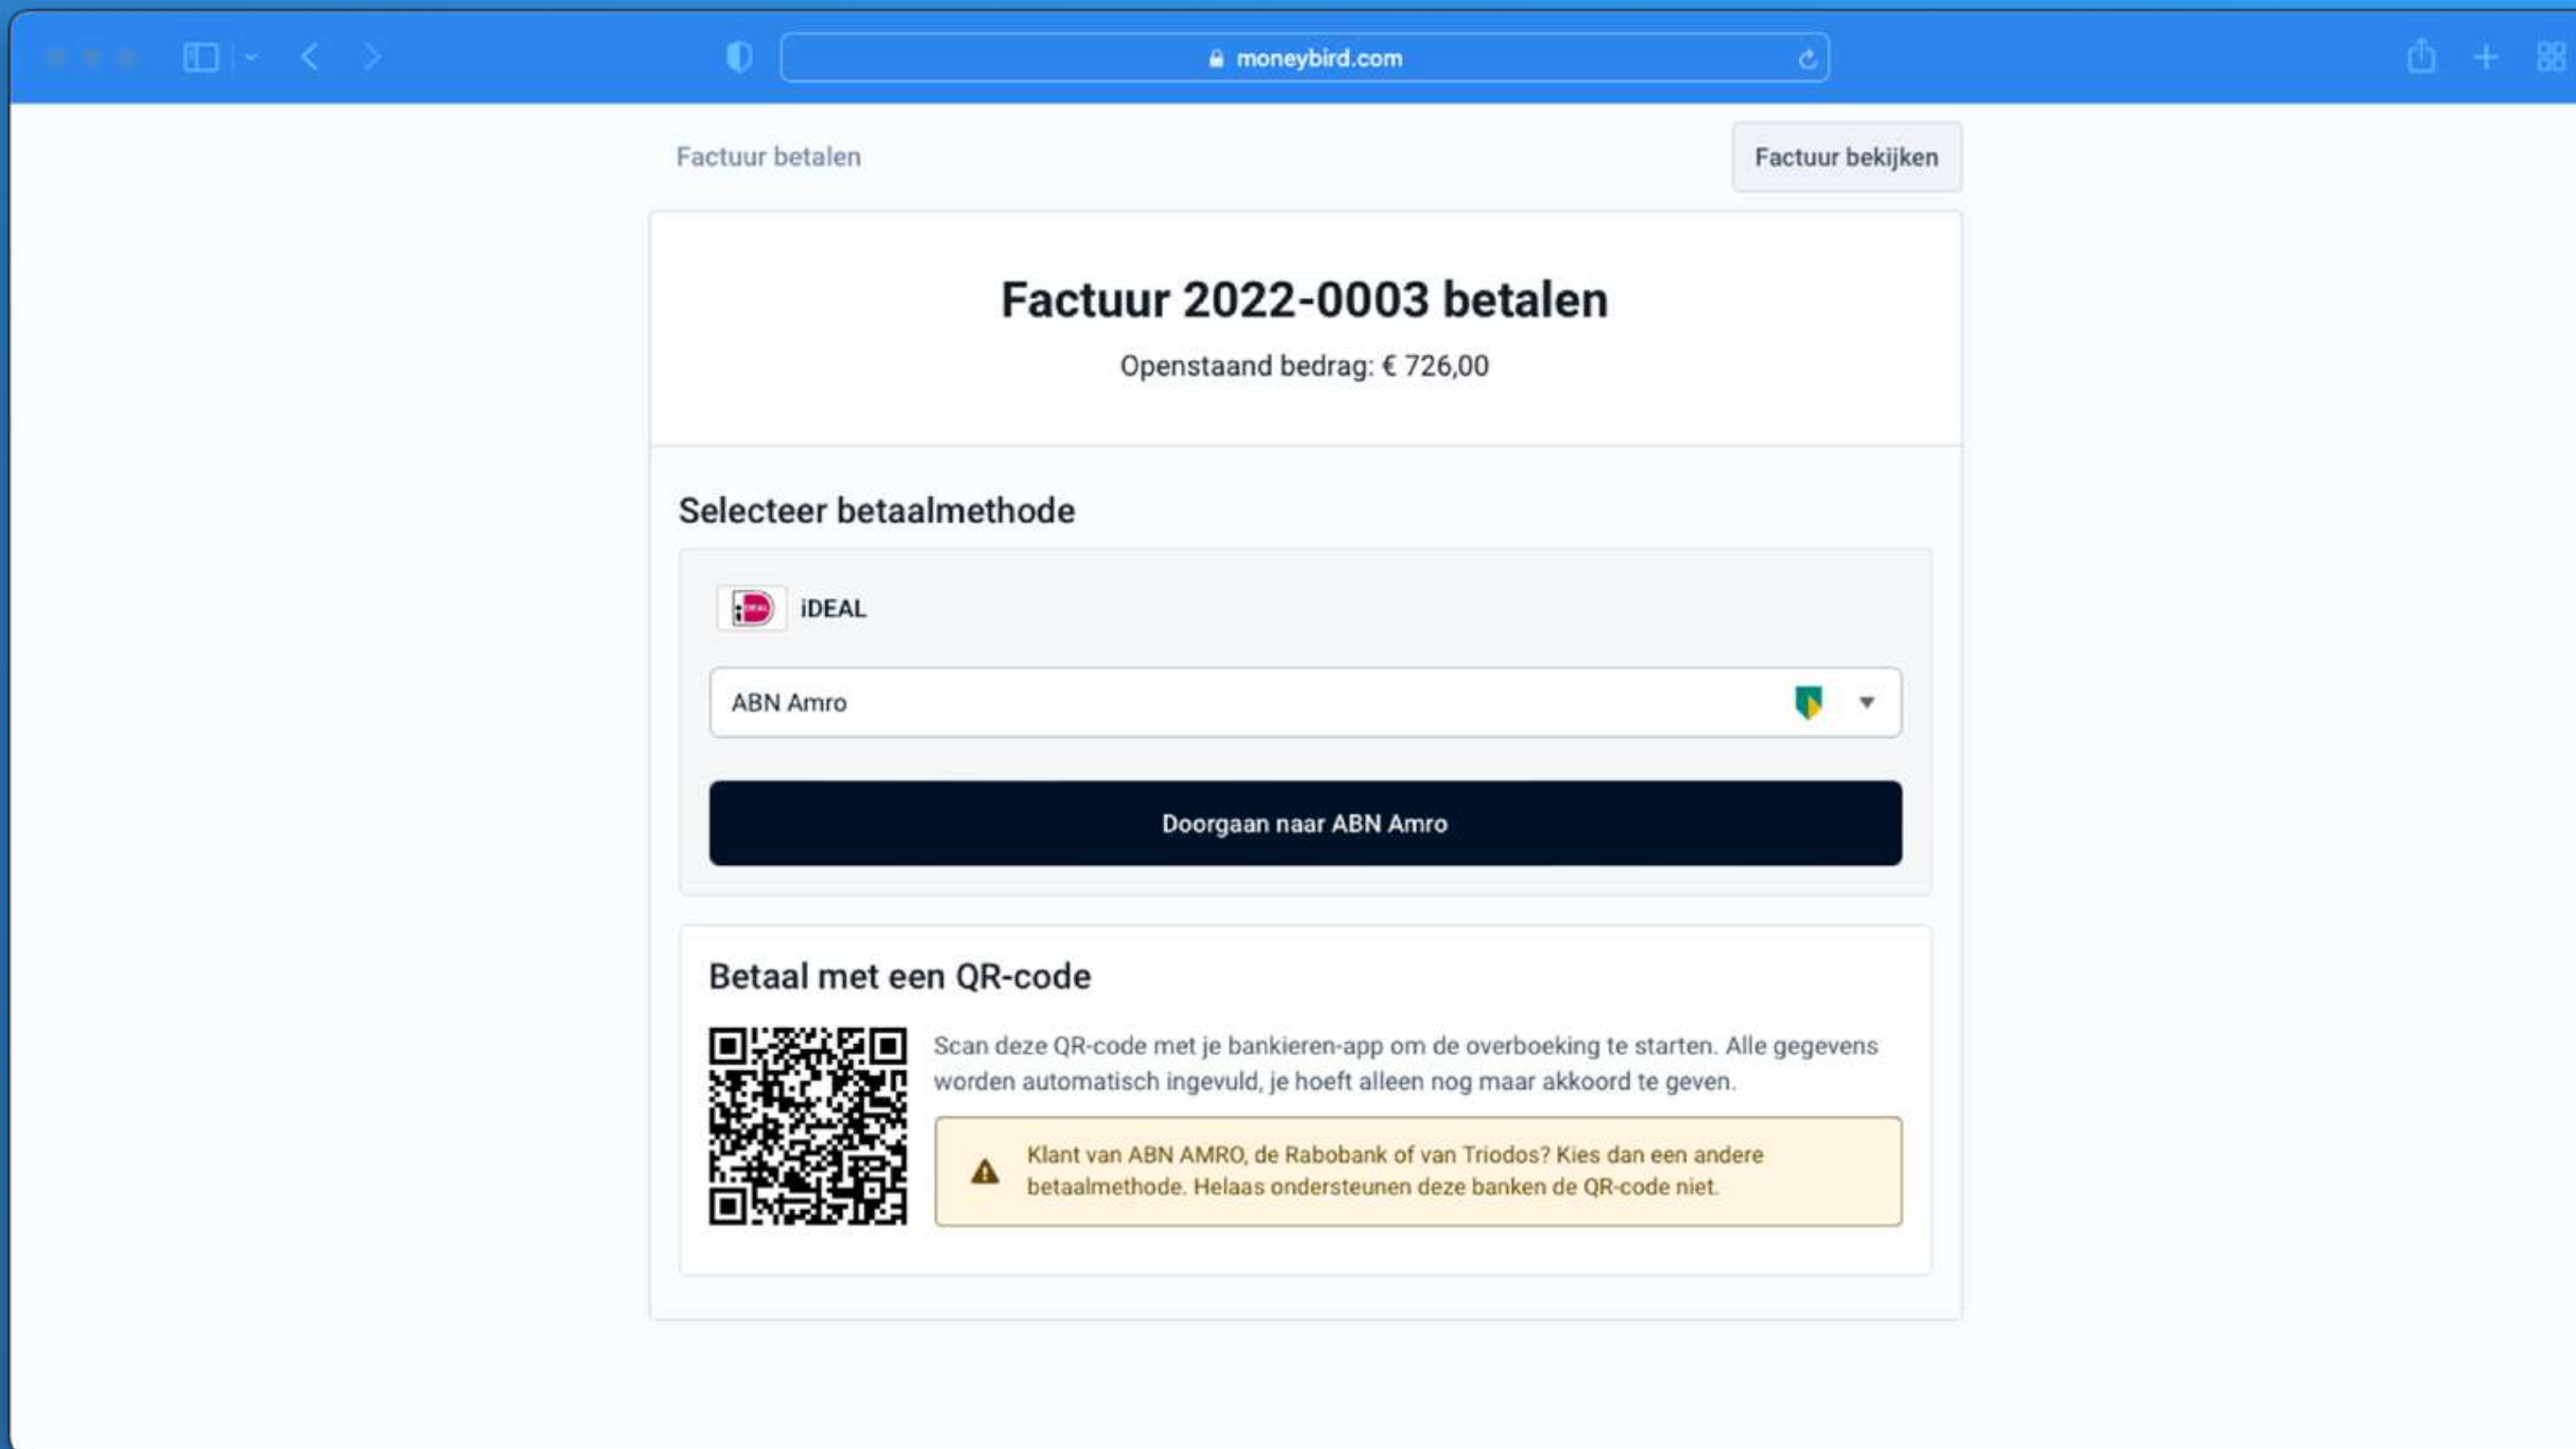 moneybird.com
Factuur betalen
Factuur bekijken
Factuur 2022-0003 betalen
Openstaand bedrag: € 726,00
Selecteer betaalmethode
iDEAL
ABN Amro
Doorgaan naar ABN Amro
Betaal met een QR-code
Scan deze QR-code met je bankieren-app om de overboeking te starten. Alle gegevens
worden automatisch ingevuld, je hoeft alleen nog maar akkoord te geven.
Klant van ABN AMRO, de Rabobank of van Triodos? Kies dan een andere
betaalmethode. Helaas ondersteunen deze banken de QR-code niet.